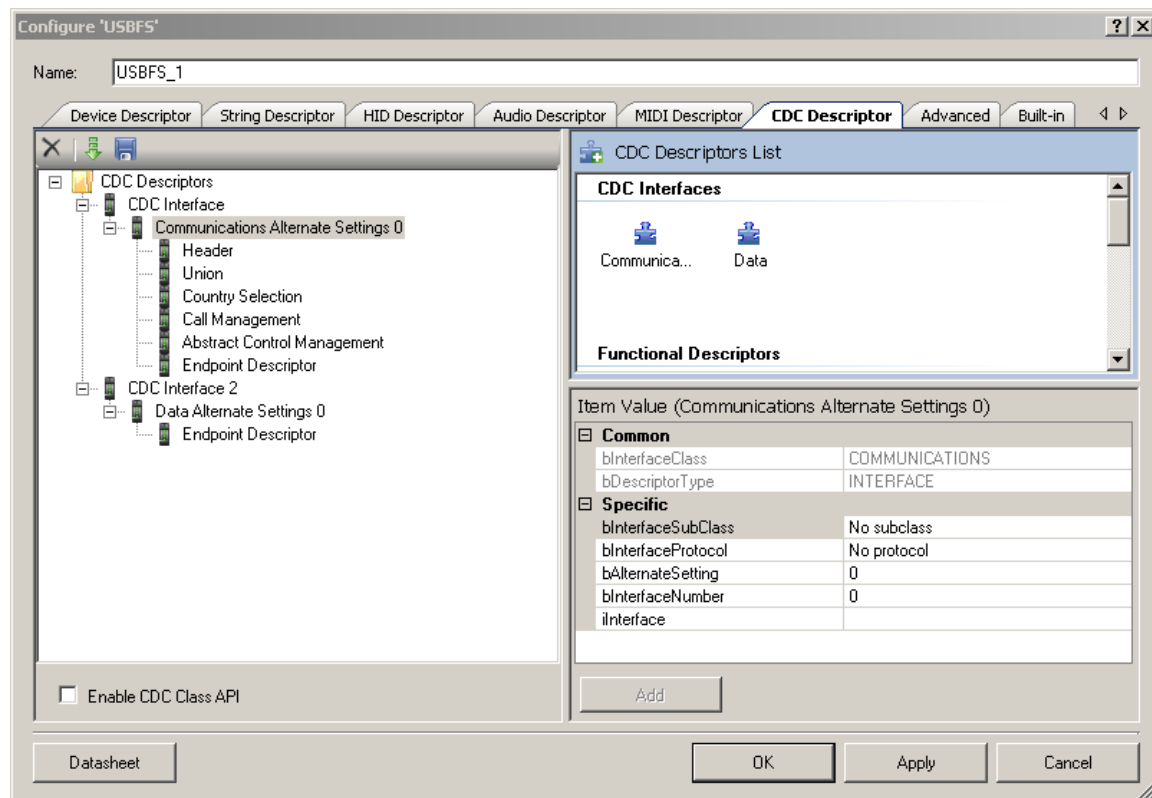 Configure 'USBFS'
Name: USBFS_1
Device Descriptor String Descriptor HID Descriptor Audio Descriptor MIDI Descriptor CDC Descriptor Advanced Built-in
CDC Descriptors
CDC Interface
Communications Alternate Settings 0
Header
Union
Country Selection
Call Management
Abstract Control Management
Endpoint Descriptor
CDC Interface 2
Data Alternate Settings 0
Endpoint Descriptor
Enable CDC Class API
CDC Descriptors List
CDC Interfaces
Communica... Data
Functional Descriptors
Item Value (Communications Alternate Settings 0)
Common
bInterfaceClass COMMUNICATIONS
bDescriptorType INTERFACE
Specific
bInterfaceSubClass No subclass
bInterfaceProtocol No protocol
bAlternateSetting 0
bInterfaceNumber 0
iInterface
Add
Datasheet OK Apply Cancel